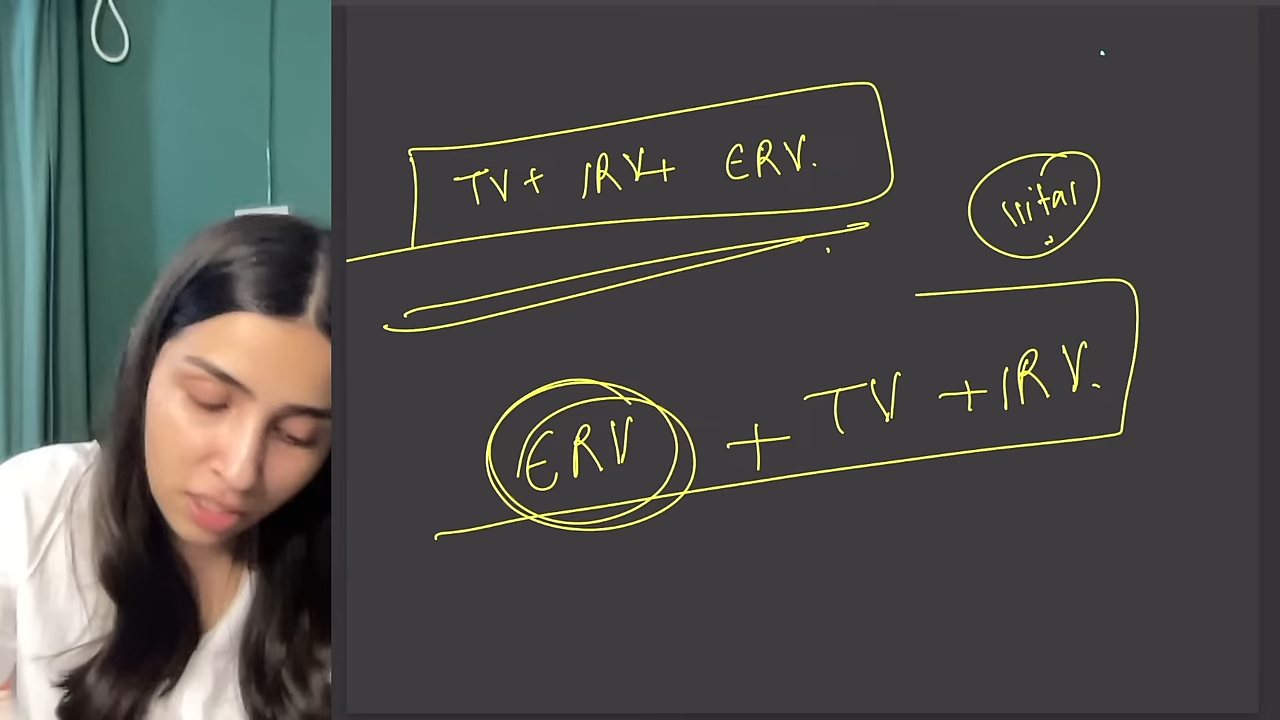 TV + IRV + ERV.
vital
ERV + TV + IRV.